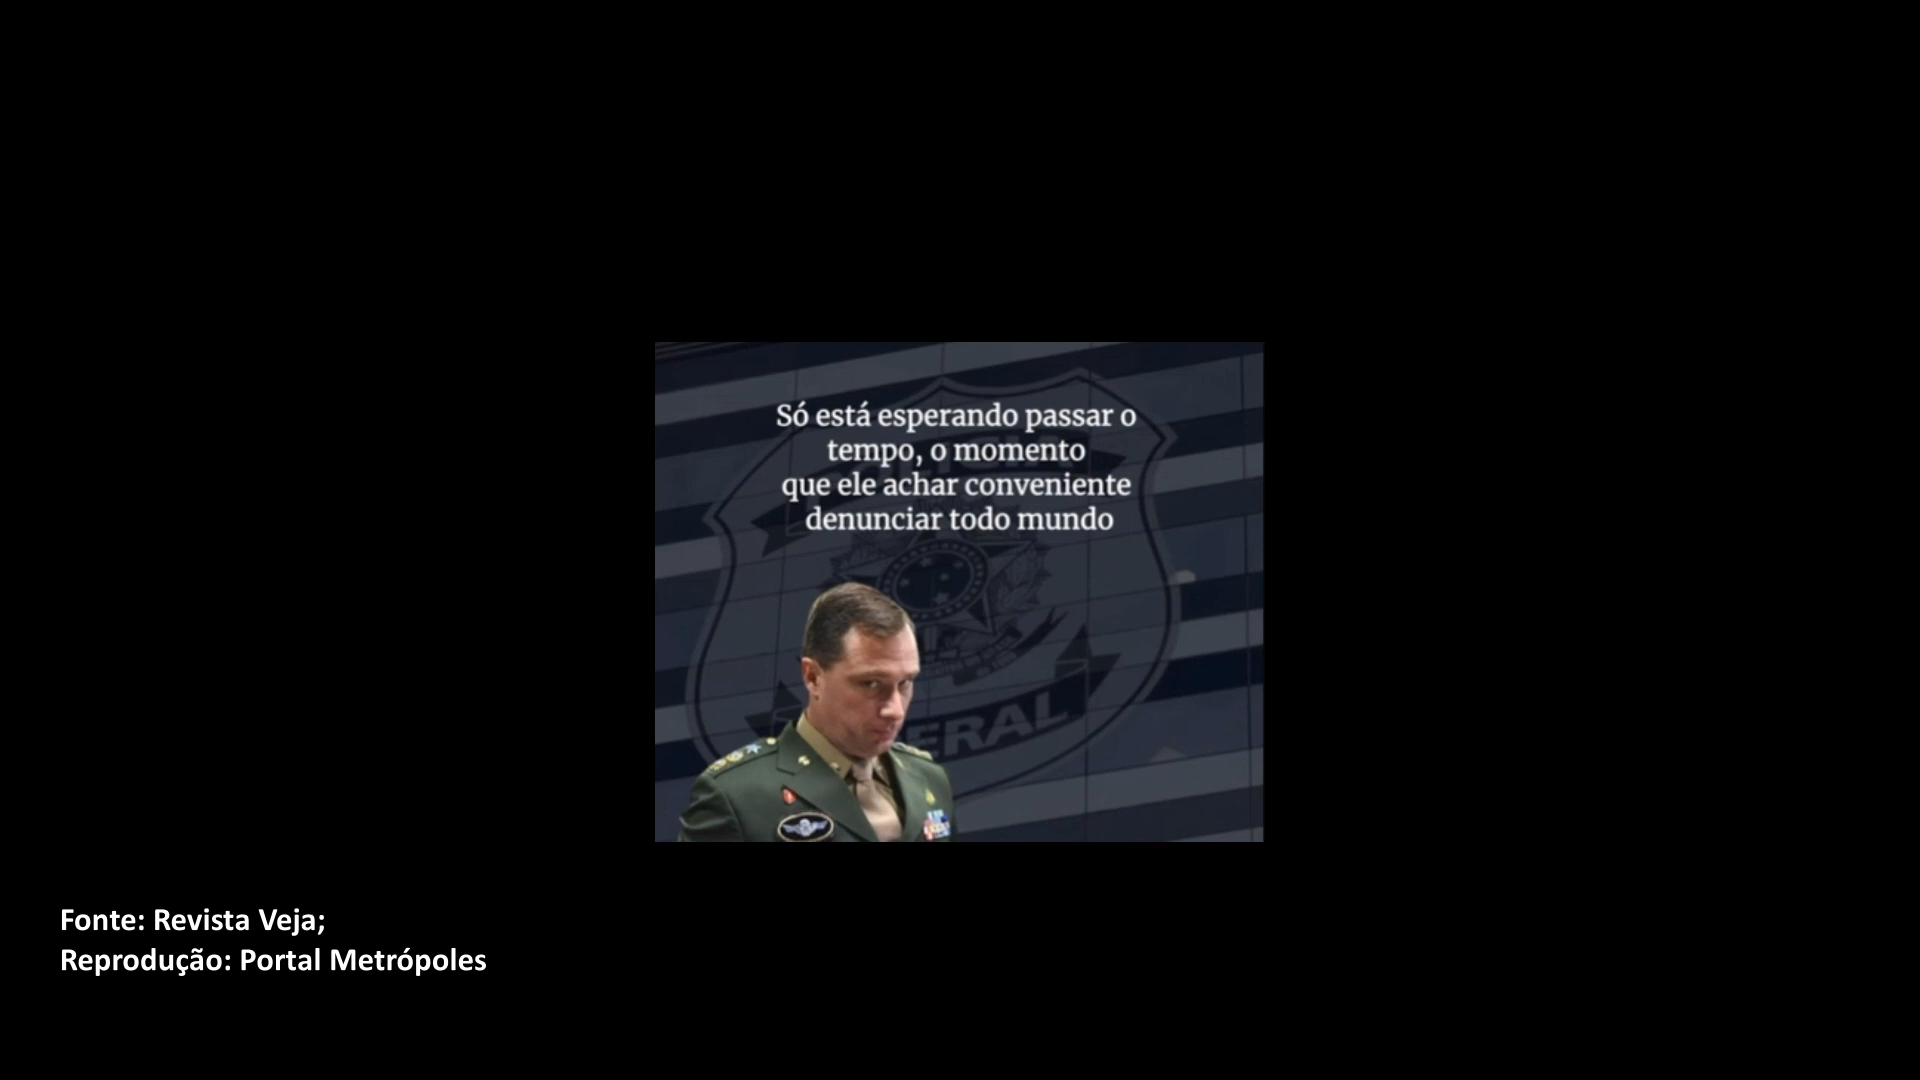 Só está esperando passar o
tempo, o momento
que ele achar conveniente
denunciar todo mundo
ERAL
Fonte: Revista Veja;
Reprodução: Portal Metrópoles